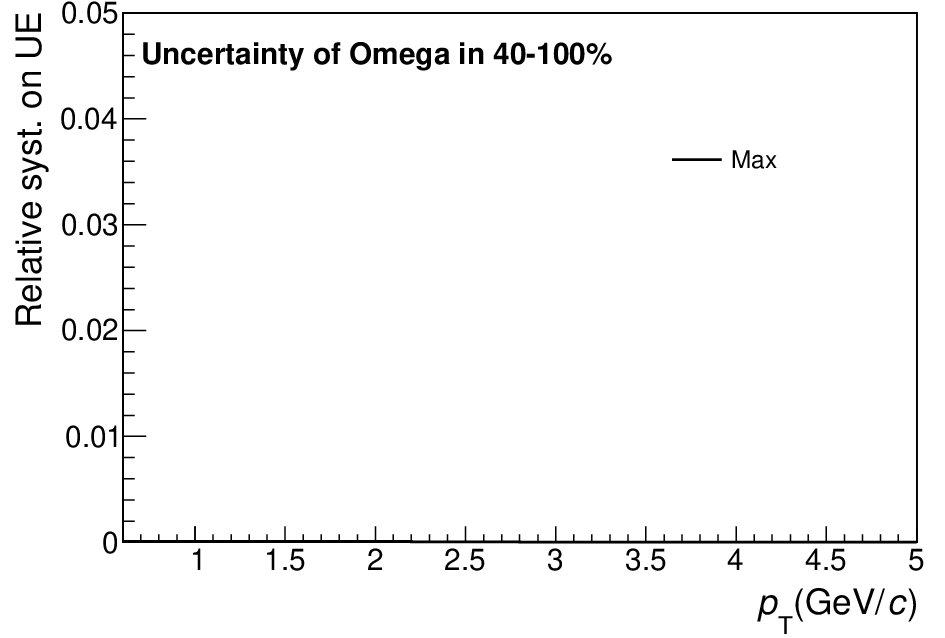 Relative syst. on UE
Uncertainty of Omega in 40-100%
Max
0.05
0.04
0.03
0.02
0.01
0
1 1.5 2 2.5 3 3.5 4 4.5 5
pT(GeV/c)